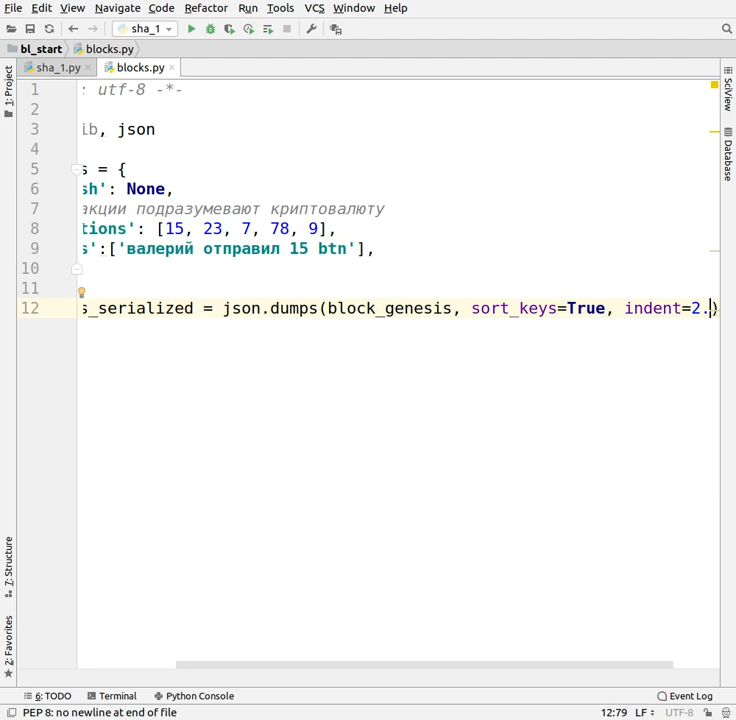 File Edit View Navigate Code Refactor Run Tools VCS Window Help
sha_1
bl_start blocks.py
sha_1.py blocks.py
1: Project
SciView
Database
1 : utf-8 -*-
2
3 ib, json
4
5 s = {
6 sh': None,
7 акции подразумевают криптовалюту
8 tions': [15, 23, 7, 78, 9],
9 s':['валерий отправил 15 btn'],
10
11
12 s_serialized = json.dumps(block_genesis, sort_keys=True, indent=2.)
7: Structure
2: Favorites
6: TODO Terminal Python Console Event Log
PEP 8: no newline at end of file 12:79 LF UTF-8